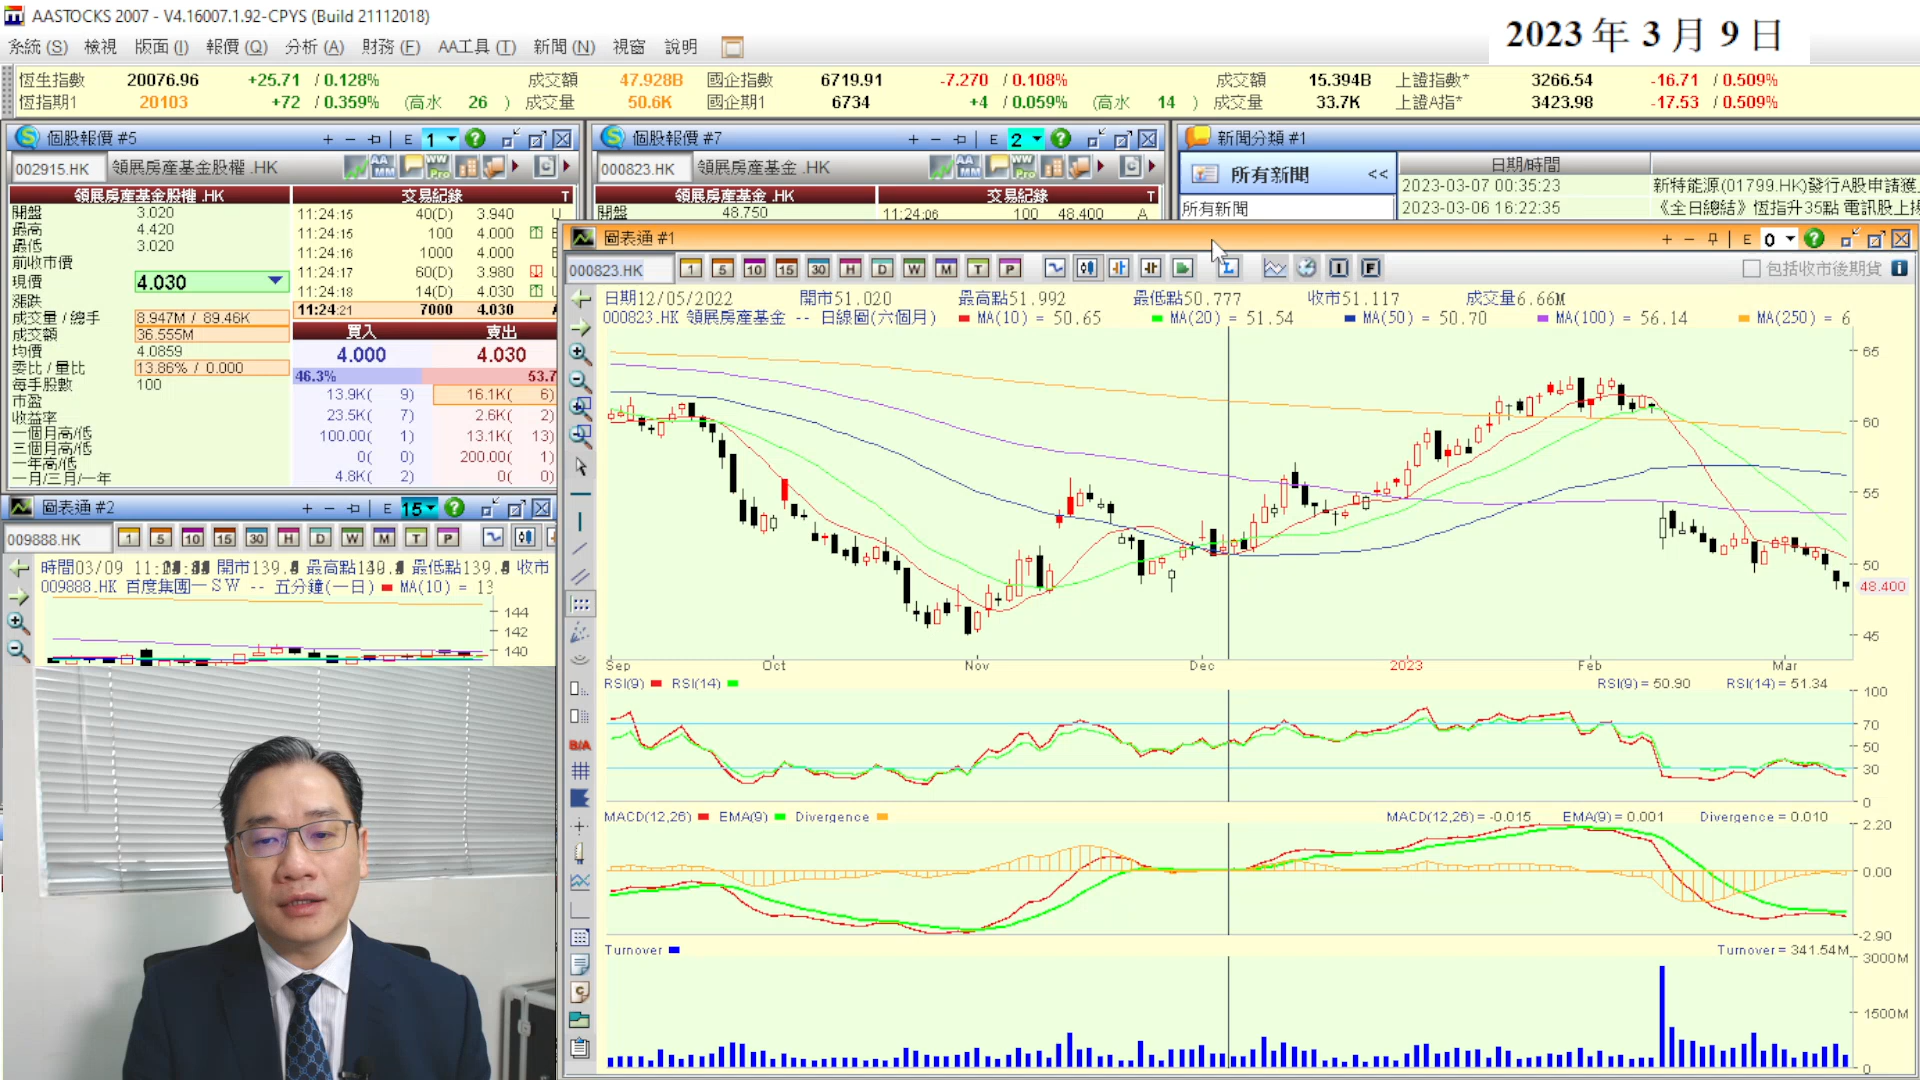 AASTOCKS 2007 - V4.16007.1.92-CPYS (Build 21112018)
2023 年 3 月 9 日
系統 (S) 檢視 版面 (I) 報價 (Q) 分析 (A) 財務 (F) AA工具 (T) 新聞 (N) 視窗 說明
恆生指數 20076.96 +25.71 / 0.128% 成交額 47.928B 國企指數 6719.91 -7.270 / 0.108% 成交額 15.394B 上證指數* 3266.54 -16.71 / 0.509%
恆指期1 20103 +72 / 0.359% (高水 26 ) 成交量 50.6K 國企期1 6734 +4 / 0.059% (高水 14 ) 成交量 33.7K 上證A指* 3423.98 -17.53 / 0.509%
個股報價 #5 + − E 1
002915.HK 領展房產基金股權 .HK
領展房產基金股權 .HK 交易紀錄 T
開盤 3.020
最高 4.420
最低 3.020
前收市價
現價 4.030
漲跌
成交量 / 總手 8.947M / 89.46K
成交額 36.555M
均價 4.0859
委比 / 量比 13.86% / 0.000
每手股數 100
市盈
收益率
一個月高/低
三個月高/低
一年高/低
一月/三月/一年
11:24:15 40(D) 3.940 U
11:24:15 100 4.000
11:24:16 1000 4.000
11:24:17 60(D) 3.980
11:24:18 14(D) 4.030
11:24:21 7000 4.030
買入 賣出
4.000 4.030
46.3% 53.7
13.9K( 9) 16.1K( 6)
23.5K( 7) 2.6K( 2)
100.00( 1) 13.1K( 13)
0( 0) 200.00( 1)
4.8K( 2) 0( 0)
個股報價 #7 + − E 2
000823.HK 領展房產基金 .HK
領展房產基金 .HK 交易紀錄 T
開盤 48.750 11:24:06 100 48.400 A
新聞分類 #1
所有新聞 <<
所有新聞
日期/時間
2023-03-07 00:35:23 新特能源(01799.HK)發行A股申請獲
2023-03-06 16:22:35 《全日總結》恆指升35點 電訊股上揚
圖表通 #1 + − E 0
000823.HK 1 5 10 15 30 H D W M T P L I F 包括收市後期貨
日期12/05/2022 開市51.020 最高點51.992 最低點50.777 收市51.117 成交量6.66M
000823.HK 領展房產基金 -- 日線圖(六個月) MA(10) = 50.65 MA(20) = 51.54 MA(50) = 50.70 MA(100) = 56.14 MA(250) = 6
65
60
55
50
48.400
45
Sep Oct Nov Dec 2023 Feb Mar
RSI(9) RSI(14) RSI(9) = 50.90 RSI(14) = 51.34
100
70
50
30
0
MACD(12,26) EMA(9) Divergence MACD(12,26) = -0.015 EMA(9) = 0.001 Divergence = 0.010
2.20
0.00
-2.90
Turnover Turnover = 341.54M
3000M
1500M
0
B/A
圖表通 #2 + − E 15
009888.HK 1 5 10 15 30 H D W M T P
最低點139. 收市
009888.HK 百度集團－ＳＷ -- 五分鐘(一日) MA(10) = 13
144
142
140